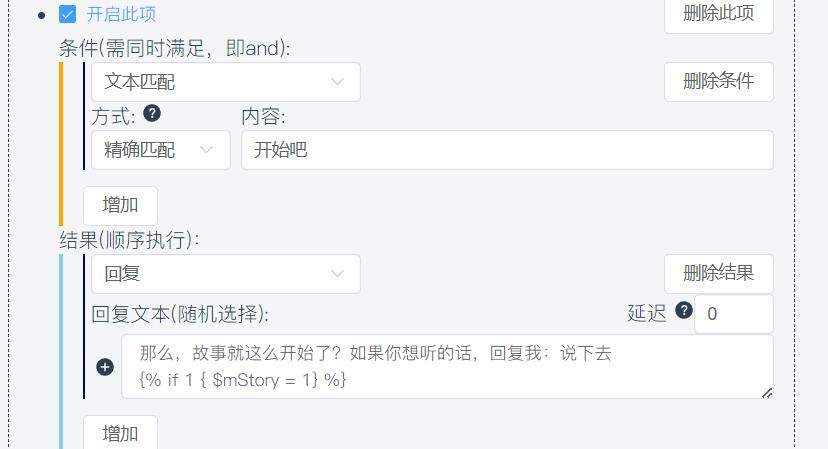 开启此项
删除此项
条件(需同时满足，即and):
文本匹配
删除条件
方式: ?
内容:
精确匹配
开始吧
增加
结果(顺序执行):
回复
删除结果
回复文本(随机选择):
延迟 ? 0
那么，故事就这么开始了？如果你想听的话，回复我：说下去
{% if 1 { $mStory = 1} %}
增加